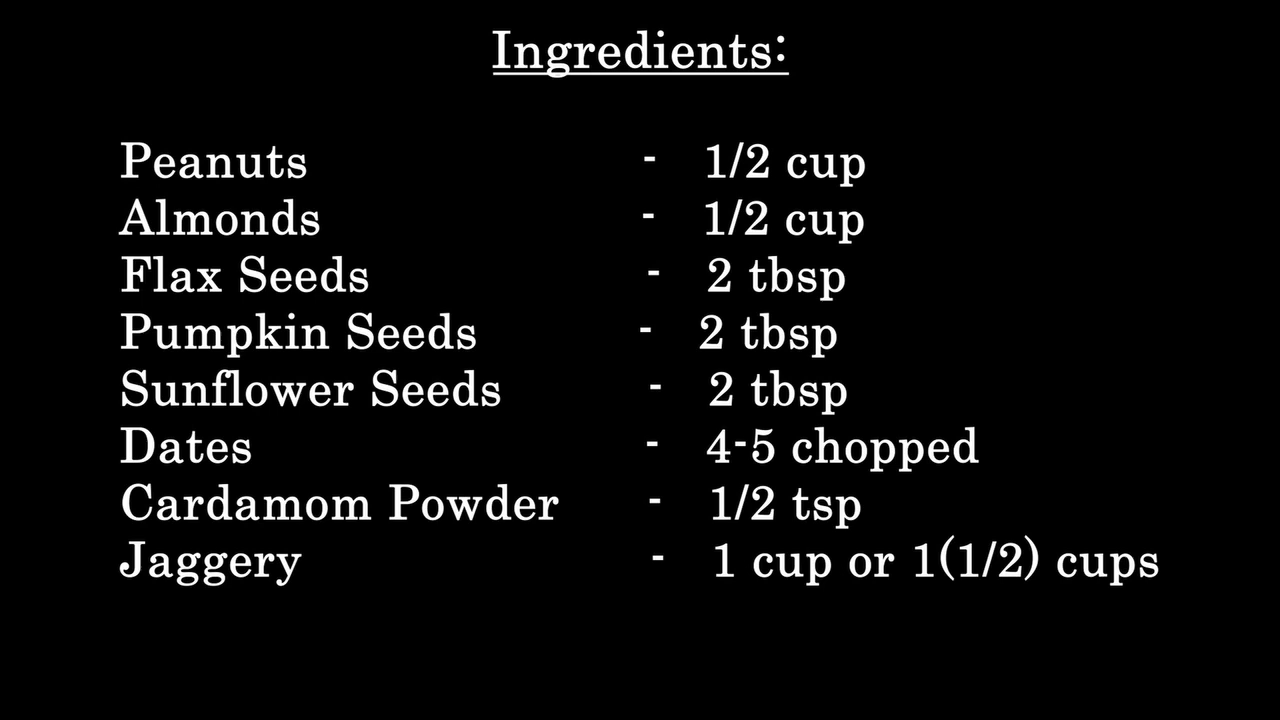 Ingredients:
Peanuts - 1/2 cup
Almonds - 1/2 cup
Flax Seeds - 2 tbsp
Pumpkin Seeds - 2 tbsp
Sunflower Seeds - 2 tbsp
Dates - 4-5 chopped
Cardamom Powder - 1/2 tsp
Jaggery - 1 cup or 1(1/2) cups